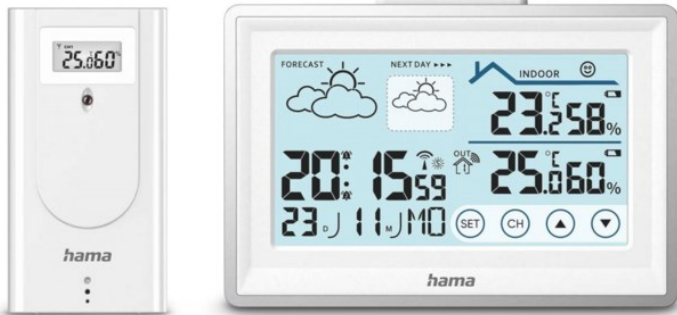 25.0 60%
hama
FORECAST
NEXT DAY
INDOOR
23.2 °C 58%
OUT
25.0 °C 60%
20:15 59
23 D 11 M MO
SET CH
hama